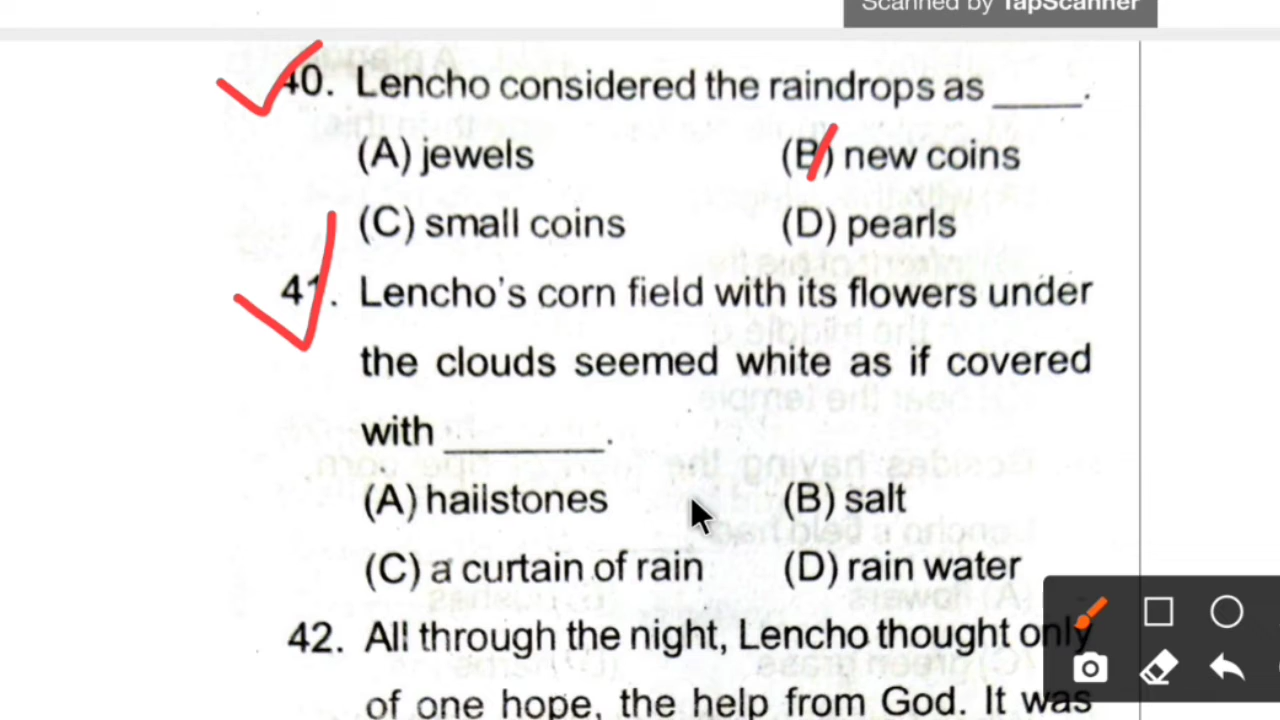 Scanned by TapScanner
40. Lencho considered the raindrops as ____.
(A) jewels (B) new coins
(C) small coins (D) pearls
41. Lencho's corn field with its flowers under
the clouds seemed white as if covered
with ________.
(A) hailstones (B) salt
(C) a curtain of rain (D) rain water
42. All through the night, Lencho thought only
of one hope, the help from God. It was